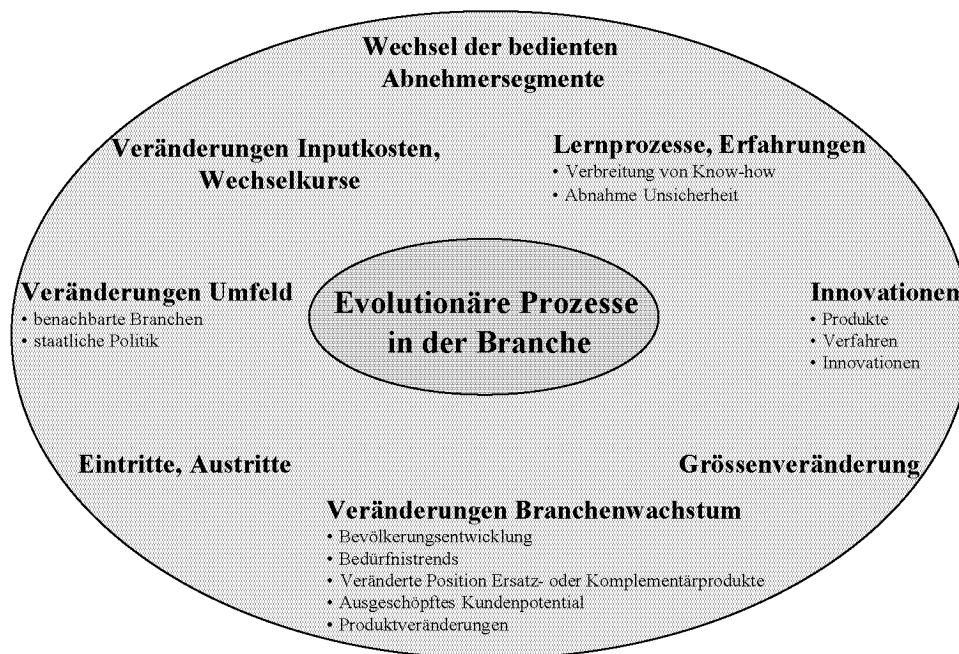 Wechsel der bedienten
Abnehmersegmente
Veränderungen Inputkosten,
Wechselkurse
Lernprozesse, Erfahrungen
• Verbreitung von Know-how
• Abnahme Unsicherheit
Veränderungen Umfeld
• benachbarte Branchen
• staatliche Politik
Evolutionäre Prozesse
in der Branche
Innovationen
• Produkte
• Verfahren
• Innovationen
Eintritte, Austritte
Grössenveränderung
Veränderungen Branchenwachstum
• Bevölkerungsentwicklung
• Bedürfnistrends
• Veränderte Position Ersatz- oder Komplementärprodukte
• Ausgeschöpftes Kundenpotential
• Produktveränderungen